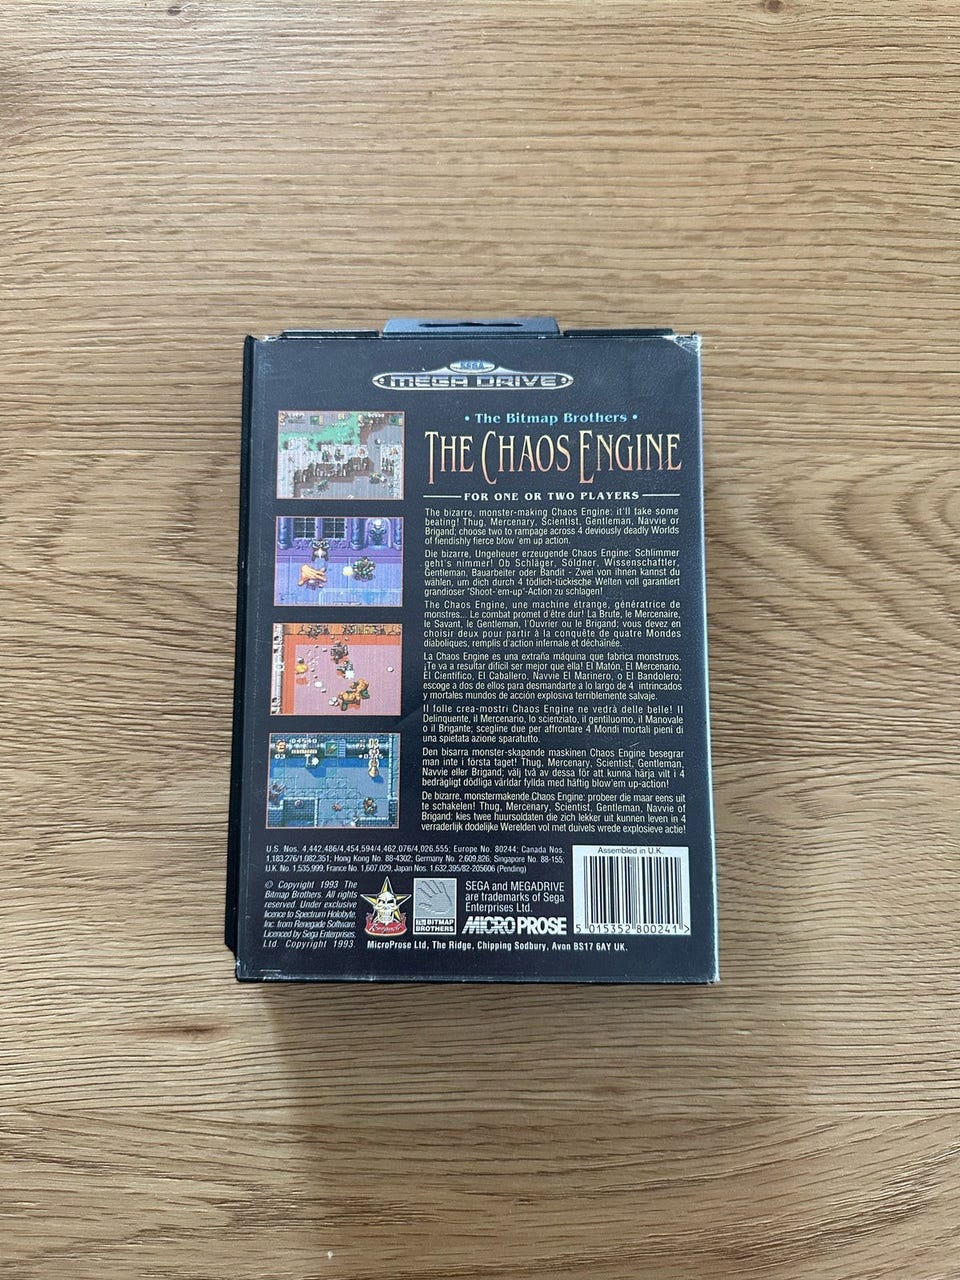 SEGA
MEGA DRIVE
• The Bitmap Brothers •
THE CHAOS ENGINE
FOR ONE OR TWO PLAYERS
The bizarre, monster-making Chaos Engine: it'll take some
beating! Thug, Mercenary, Scientist, Gentleman, Navvie or
Brigand; choose two to rampage across 4 deviously deadly Worlds
of fiendishly fierce blow 'em up action.
Die bizarre, Ungeheuer erzeugende Chaos Engine: Schlimmer
geht's nimmer! Ob Schläger, Söldner, Wissenschaftler,
Gentleman, Bauarbeiter oder Bandit - Zwei von ihnen kannst du
wählen, um dich durch 4 tödlich-tückische Welten voll garantiert
grandioser "Shoot-'em-up"-Action zu schlagen!
The Chaos Engine, une machine étrange, génératrice de
monstres... Le combat promet d'être dur! La Brute, le Mercenaire,
le Savant, le Gentleman, l'Ouvrier ou le Brigand; vous devez en
choisir deux pour partir à la conquête de quatre Mondes
diaboliques, remplis d'action infernale et déchaînée.
La Chaos Engine es una extraña máquina que fabrica monstruos.
¡Te va a resultar difícil ser mejor que ella! El Matón, El Mercenario,
El Científico, El Caballero, Navvie El Marinero, o El Bandolero;
escoge a dos de ellos para desmandarte a lo largo de 4 intrincados
y mortales mundos de acción explosiva terriblemente salvaje.
Il folle crea-mostri Chaos Engine ne vedrà delle belle! Il
Delinquente, il Mercenario, lo scienziato, il gentiluomo, il Manovale
o il Brigante; scegline due per affrontare 4 Mondi mortali pieni di
una spietata azione sparatutto.
Den bisarra monster-skapande maskinen Chaos Engine besegrar
man inte i första taget! Thug, Mercenary, Scientist, Gentleman,
Navvie eller Brigand; välj två av dessa för att kunna härja vilt i 4
bedrägligt dödliga världar fyllda med häftig blow'em up-action!
De bizarre, monstermakende Chaos Engine: probeer die maar eens uit
te schakelen! Thug, Mercenary, Scientist, Gentleman, Navvie of
Brigand: kies twee huursoldaten die zich lekker uit kunnen leven in 4
verraderlijk dodelijke Werelden vol met duivels wrede explosieve actie!
U.S. Nos. 4,442,486/4,454,594/4,462,076/4,026,555; Europe No. 80244; Canada Nos.
1,183,276/1,082,351; Hong Kong No. 88-4302; Germany No. 2,609,826; Singapore No. 88-155;
U.K. No. 1,535,999, France No. 1,607,029, Japan Nos. 1,632,395/82-205606 (Pending)
© Copyright 1993 The
Bitmap Brothers. All rights
reserved. Under exclusive
licence to Spectrum Holobyte,
Inc. from Renegade Software.
Licenced by Sega Enterprises.
Ltd. Copyright 1993.
Renegade
THE BITMAP
BROTHERS
SEGA and MEGADRIVE
are trademarks of Sega
Enterprises Ltd.
MICRO PROSE
MicroProse Ltd, The Ridge, Chipping Sodbury, Avon BS17 6AY UK.
Assembled in U.K.
5 015352 800241 >